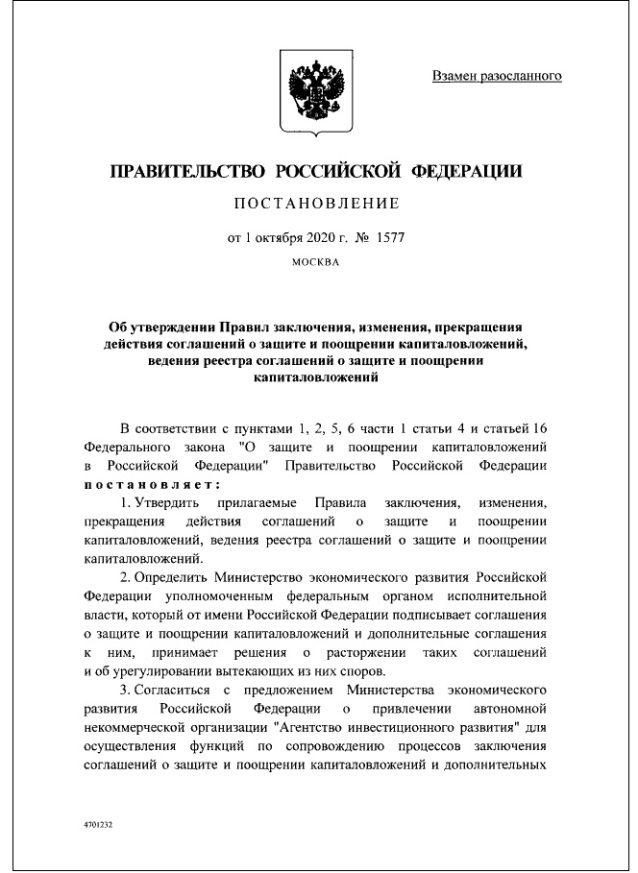 Взамен разосланного
ПРАВИТЕЛЬСТВО РОССИЙСКОЙ ФЕДЕРАЦИИ
ПОСТАНОВЛЕНИЕ
от 1 октября 2020 г. № 1577
МОСКВА
Об утверждении Правил заключения, изменения, прекращения
действия соглашений о защите и поощрении капиталовложений,
ведения реестра соглашений о защите и поощрении
капиталовложений
В соответствии с пунктами 1, 2, 5, 6 части 1 статьи 4 и статьей 16
Федерального закона "О защите и поощрении капиталовложений
в Российской Федерации" Правительство Российской Федерации
постановляет:
1. Утвердить прилагаемые Правила заключения, изменения,
прекращения действия соглашений о защите и поощрении
капиталовложений, ведения реестра соглашений о защите и поощрении
капиталовложений.
2. Определить Министерство экономического развития Российской
Федерации уполномоченным федеральным органом исполнительной
власти, который от имени Российской Федерации подписывает соглашения
о защите и поощрении капиталовложений и дополнительные соглашения
к ним, принимает решения о расторжении таких соглашений
и об урегулировании вытекающих из них споров.
3. Согласиться с предложением Министерства экономического
развития Российской Федерации о привлечении автономной
некоммерческой организации "Агентство инвестиционного развития" для
осуществления функций по сопровождению процессов заключения
соглашений о защите и поощрении капиталовложений и дополнительных
4701232